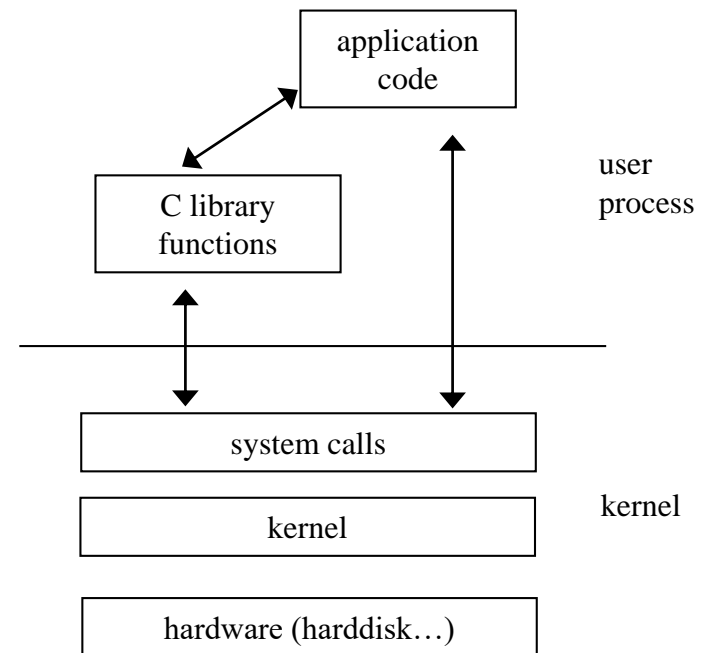 application
code
user
process
C library
functions
system calls
kernel
kernel
hardware (harddisk…)